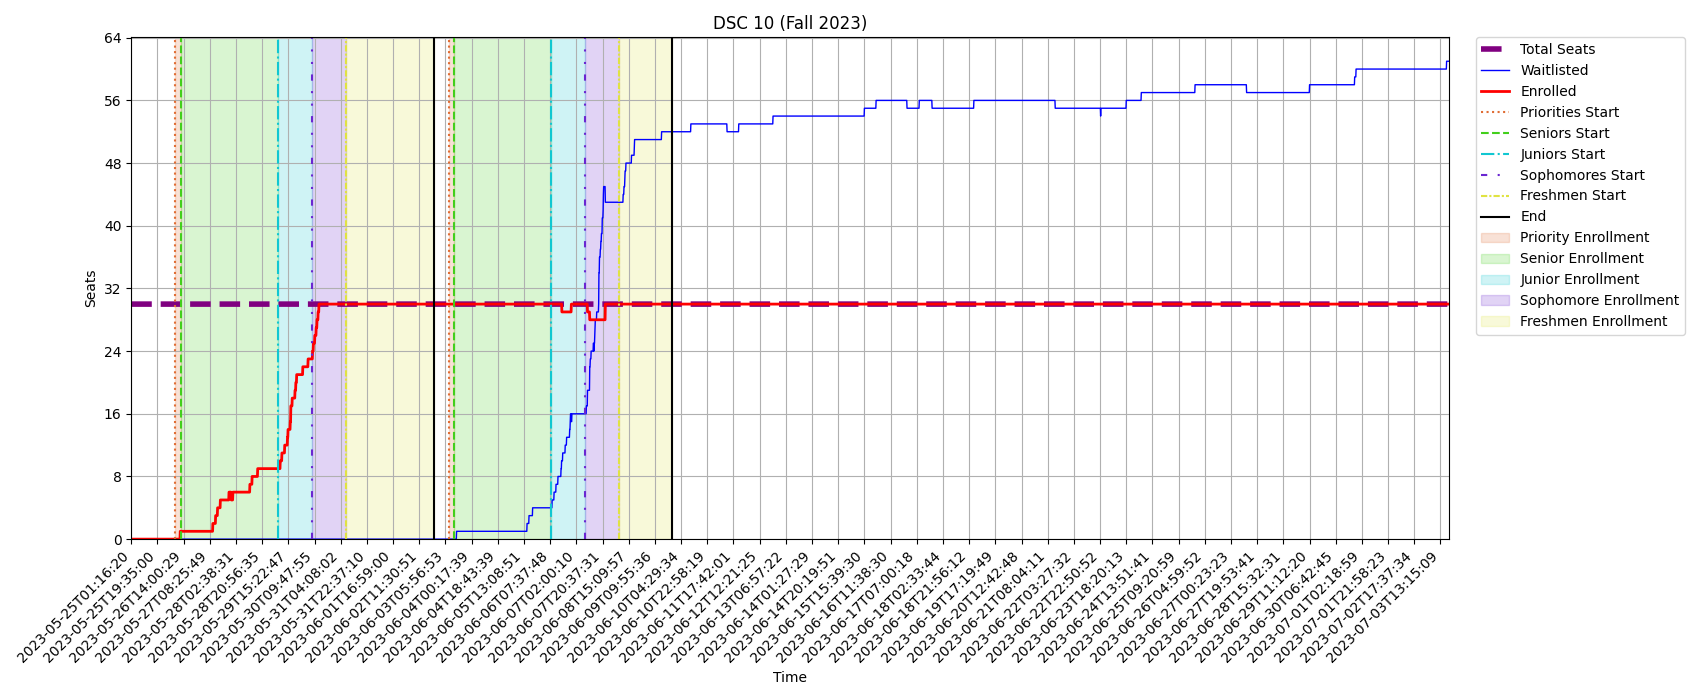 DSC 10 (Fall 2023)
64
56
48
40
32
24
16
8
0
Seats
2023-05-25T01:16:20
2023-05-25T19:35:00
2023-05-26T14:00:29
2023-05-27T08:25:49
2023-05-28T02:38:31
2023-05-28T20:56:35
2023-05-29T15:22:47
2023-05-30T09:47:55
2023-05-31T04:08:02
2023-05-31T22:37:10
2023-06-01T16:59:00
2023-06-02T11:30:51
2023-06-03T05:56:53
2023-06-04T00:17:39
2023-06-04T18:43:39
2023-06-05T13:08:51
2023-06-06T07:37:48
2023-06-07T02:00:10
2023-06-07T20:37:31
2023-06-08T15:09:57
2023-06-09T09:55:36
2023-06-10T04:29:34
2023-06-10T22:58:19
2023-06-11T17:42:01
2023-06-12T12:21:25
2023-06-13T06:57:22
2023-06-14T01:27:29
2023-06-14T20:19:51
2023-06-15T15:39:30
2023-06-16T11:38:30
2023-06-17T07:00:18
2023-06-18T02:33:44
2023-06-18T21:56:12
2023-06-19T17:19:49
2023-06-20T12:42:48
2023-06-21T08:04:11
2023-06-22T03:27:32
2023-06-22T22:50:52
2023-06-23T18:20:13
2023-06-24T13:51:41
2023-06-25T09:20:59
2023-06-26T04:59:52
2023-06-27T00:23:23
2023-06-27T19:53:41
2023-06-28T15:32:31
2023-06-29T11:12:20
2023-06-30T06:42:45
2023-07-01T02:18:59
2023-07-01T21:58:23
2023-07-02T17:37:34
2023-07-03T13:15:09
Time
Total Seats
Waitlisted
Enrolled
Priorities Start
Seniors Start
Juniors Start
Sophomores Start
Freshmen Start
End
Priority Enrollment
Senior Enrollment
Junior Enrollment
Sophomore Enrollment
Freshmen Enrollment